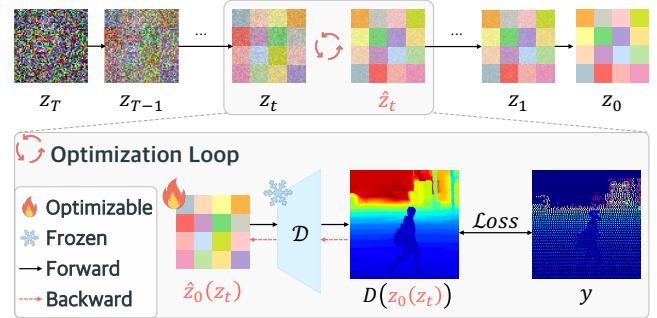 ... ...
z_T z_{T-1} z_t ẑ_t z_1 z_0
Optimization Loop
Optimizable
Frozen
Forward
Backward
𝒟
ẑ_0(z_t)
D(z_0(z_t))
ℒoss
y